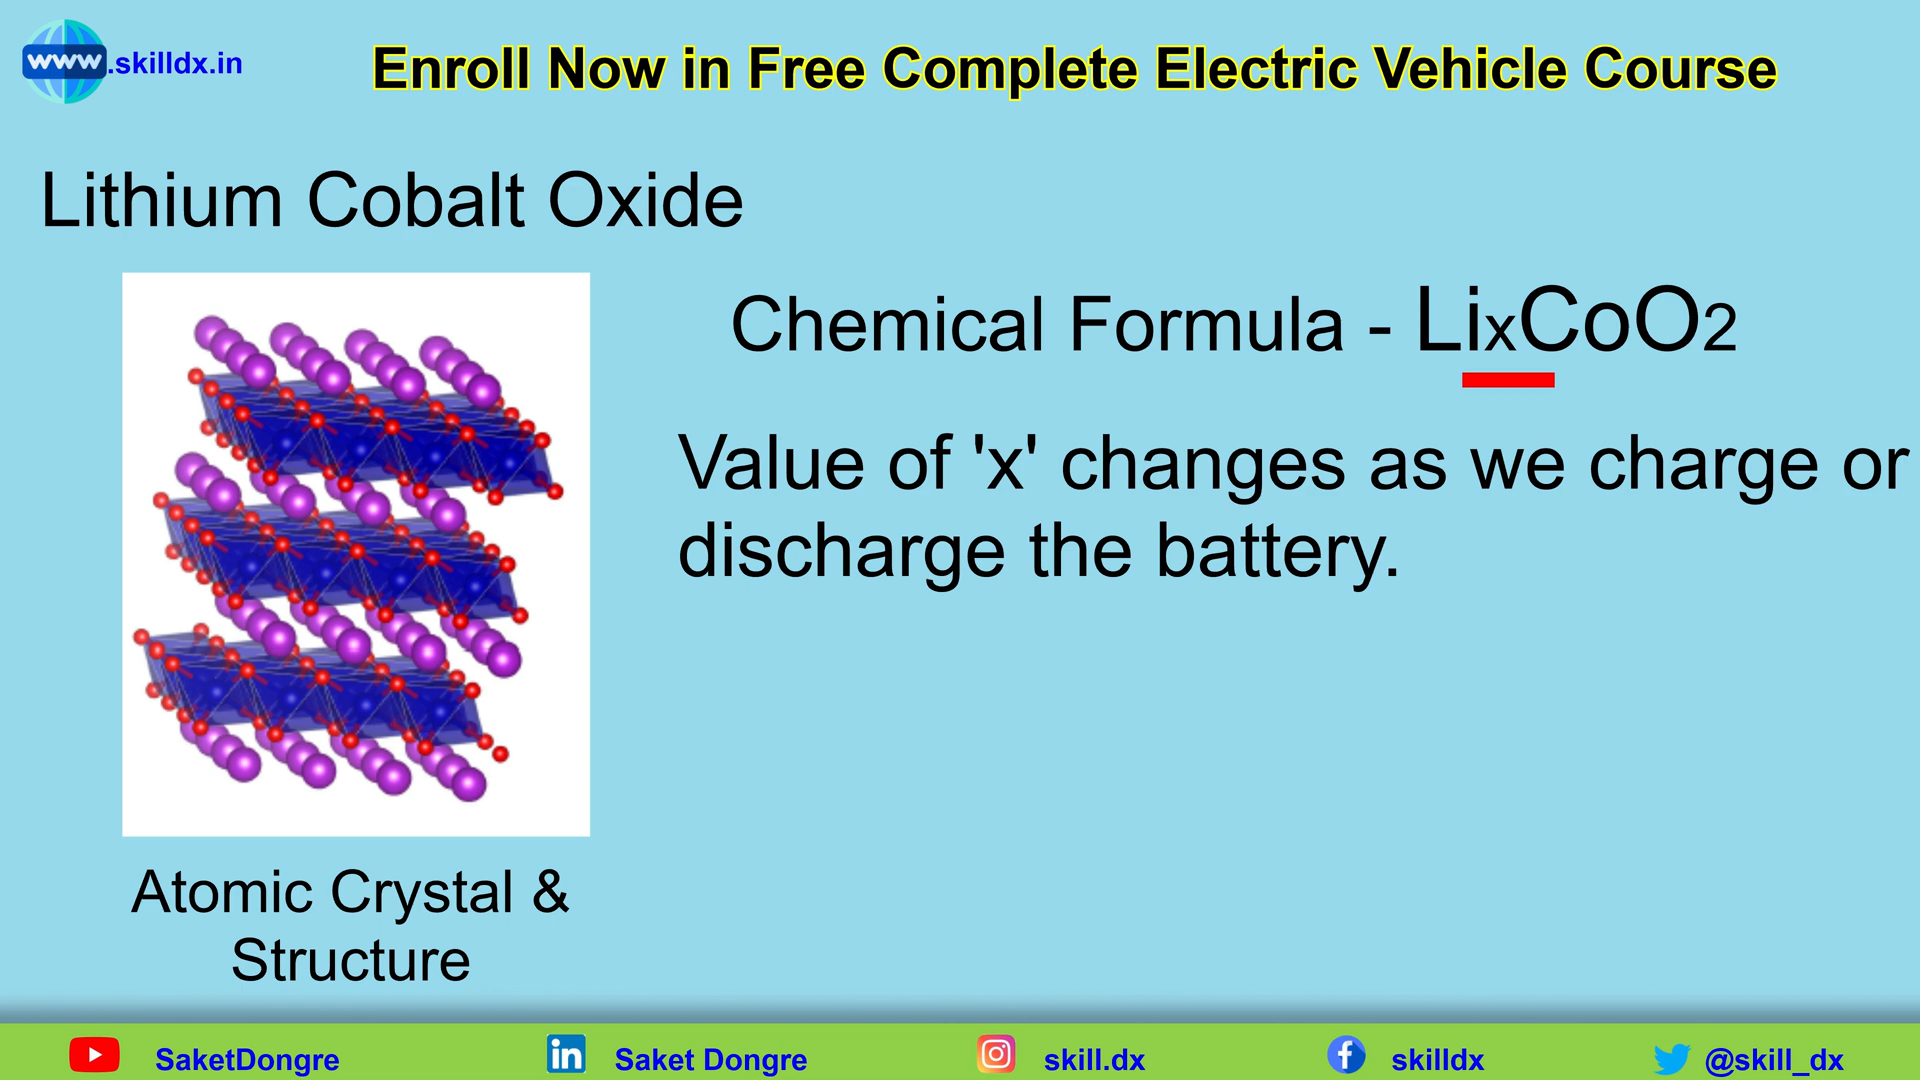 www.skilldx.in
Enroll Now in Free Complete Electric Vehicle Course
Lithium Cobalt Oxide
Chemical Formula - LixCoO2
Value of 'x' changes as we charge or
discharge the battery.
Atomic Crystal &
Structure
SaketDongre
in Saket Dongre
skill.dx
f skilldx
@skill_dx